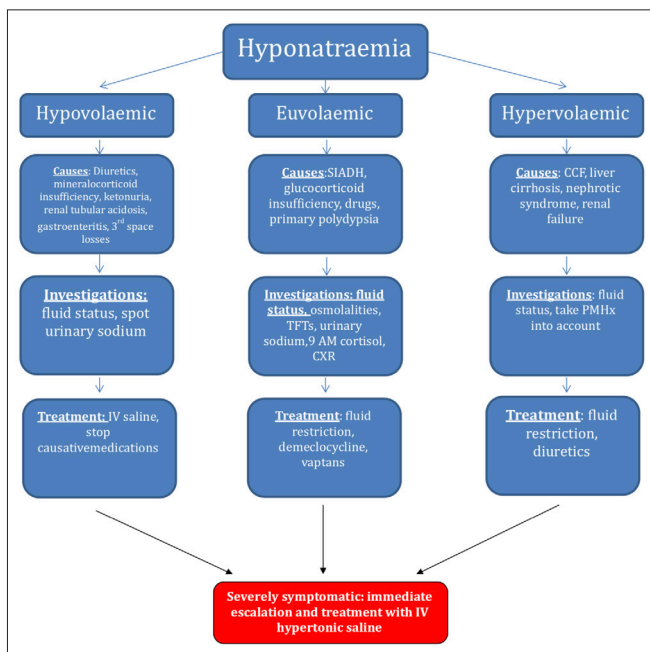 Hyponatraemia
Hypovolaemic
Euvolaemic
Hypervolaemic
Causes: Diuretics,
mineralocorticoid
insufficiency, ketonuria,
renal tubular acidosis,
gastroenteritis, 3rd space
losses
Causes:SIADH,
glucocorticoid
insufficiency, drugs,
primary polydypsia
Causes: CCF, liver
cirrhosis, nephrotic
syndrome, renal
failure
Investigations:
fluid status, spot
urinary sodium
Investigations: fluid
status, osmolalities,
TFTs, urinary
sodium,9 AM cortisol,
CXR
Investigations: fluid
status, take PMHx
into account
Treatment: IV saline,
stop
causativemedications
Treatment: fluid
restriction,
demeclocycline,
vaptans
Treatment: fluid
restriction,
diuretics
Severely symptomatic: immediate
escalation and treatment with IV
hypertonic saline